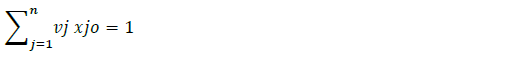 ∑_{j=1}^{n} vj xjo = 1